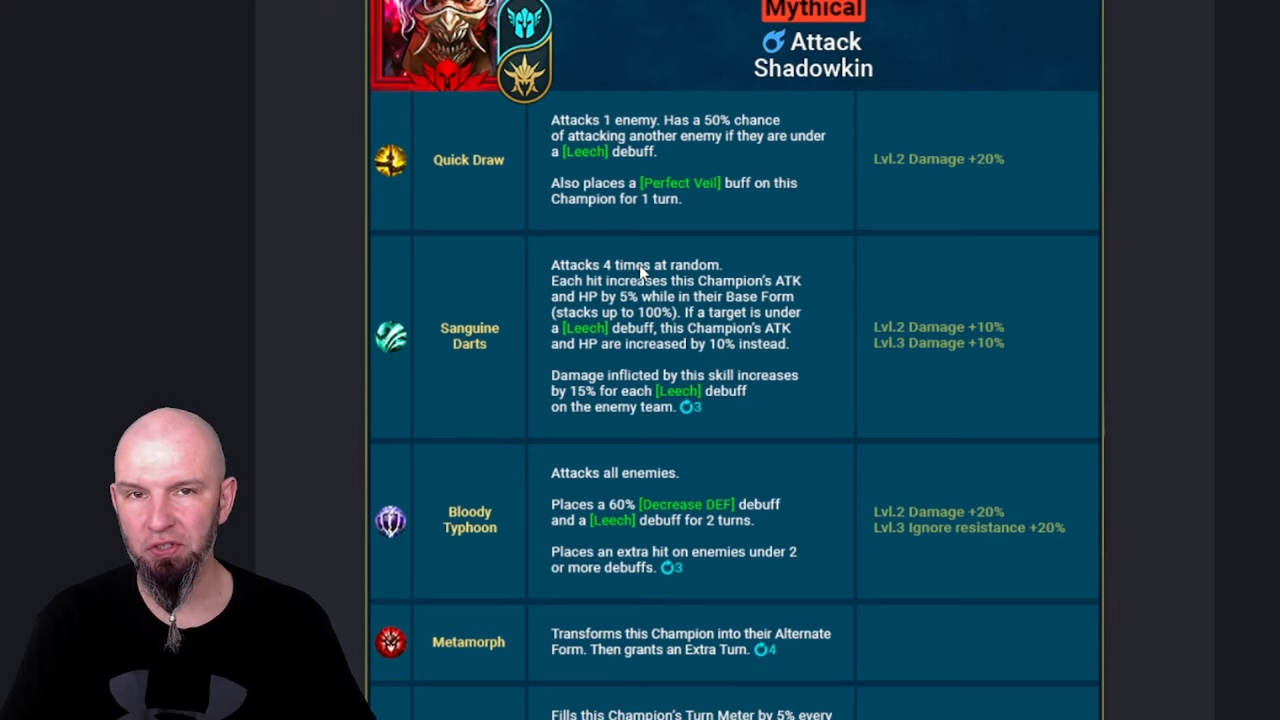 Mythical
Attack
Shadowkin
Quick Draw
Attacks 1 enemy. Has a 50% chance
of attacking another enemy if they are under
a [Leech] debuff.
Also places a [Perfect Veil] buff on this
Champion for 1 turn.
Lvl.2 Damage +20%
Sanguine
Darts
Attacks 4 times at random.
Each hit increases this Champion's ATK
and HP by 5% while in their Base Form
(stacks up to 100%). If a target is under
a [Leech] debuff, this Champion's ATK
and HP are increased by 10% instead.
Damage inflicted by this skill increases
by 15% for each [Leech] debuff
on the enemy team. 3
Lvl.2 Damage +10%
Lvl.3 Damage +10%
Bloody
Typhoon
Attacks all enemies.
Places a 60% [Decrease DEF] debuff
and a [Leech] debuff for 2 turns.
Places an extra hit on enemies under 2
or more debuffs. 3
Lvl.2 Damage +20%
Lvl.3 Ignore resistance +20%
Metamorph
Transforms this Champion into their Alternate
Form. Then grants an Extra Turn. 4
Fills this Champion's Turn Meter by 5% every